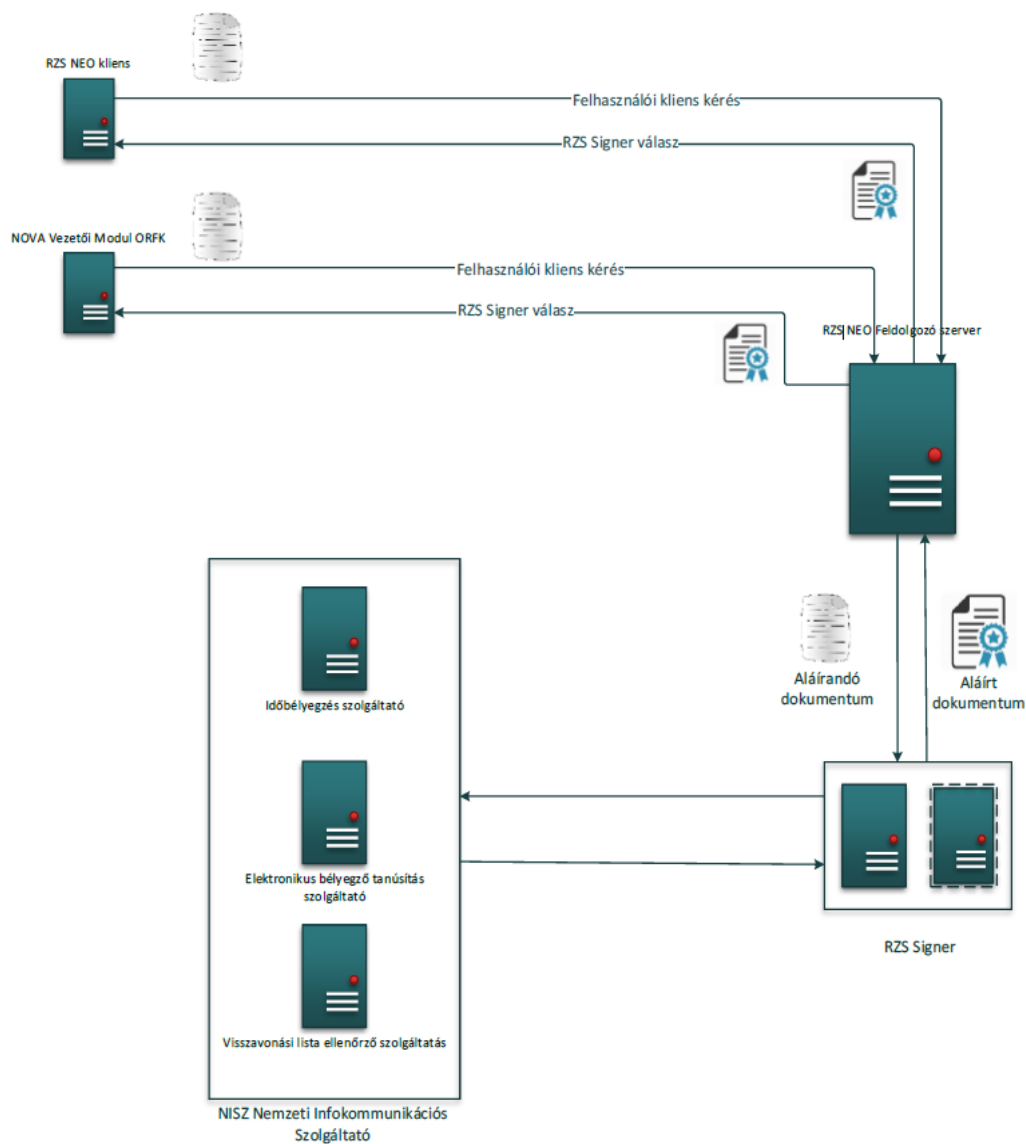 RZS NEO kliens
Felhasználói kliens kérés
RZS Signer válasz
NOVA Vezetői Modul ORFK
Felhasználói kliens kérés
RZS Signer válasz
RZS NEO Feldolgozó szerver
Időbélyegzés szolgáltató
Aláírandó
dokumentum
Aláírt
dokumentum
Elektronikus bélyegző tanúsítás
szolgáltató
RZS Signer
Visszavonási lista ellenőrző szolgáltatás
NISZ Nemzeti Infokommunikációs
Szolgáltató